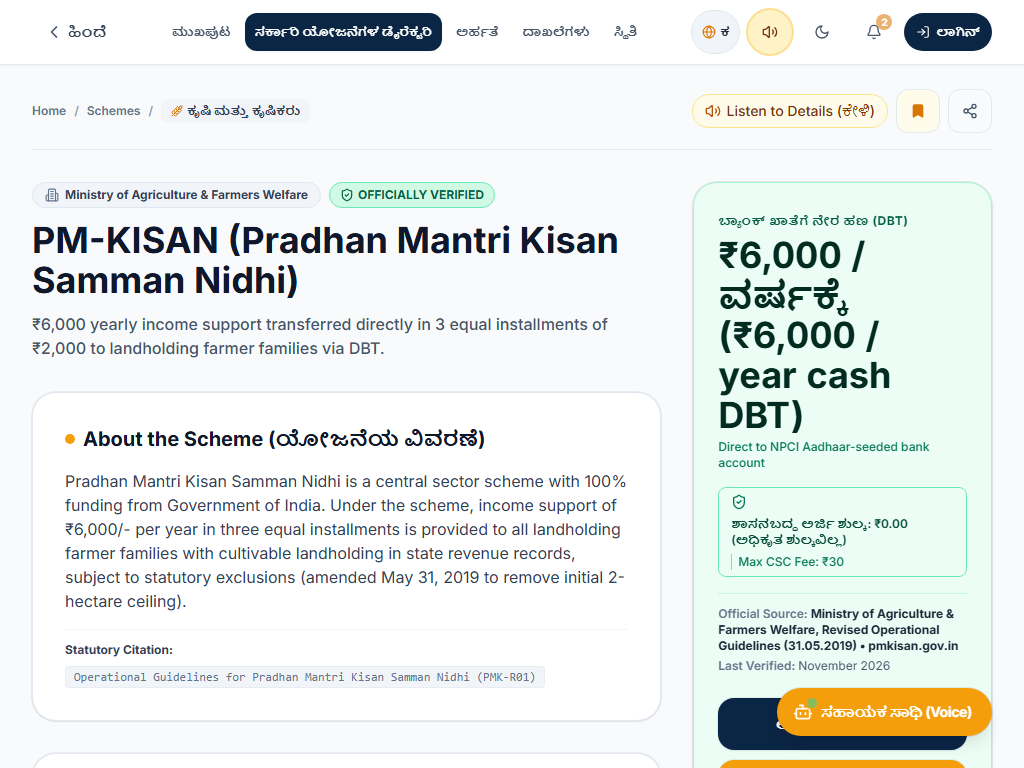 ಹಿಂದೆ
ಮುಖಪುಟ
ಸರ್ಕಾರಿ ಯೋಜನೆಗಳ ಡೈರೆಕ್ಟರಿ
ಅರ್ಹತೆ
ದಾಖಲೆಗಳು
ಸ್ಥಿತಿ
ಕ
2
ಲಾಗಿನ್
Home / Schemes / ಕೃಷಿ ಮತ್ತು ಕೃಷಿಕರು
Listen to Details (ಕೇಳಿ)
Ministry of Agriculture & Farmers Welfare
OFFICIALLY VERIFIED
PM-KISAN (Pradhan Mantri Kisan
Samman Nidhi)
₹6,000 yearly income support transferred directly in 3 equal installments of
₹2,000 to landholding farmer families via DBT.
About the Scheme (ಯೋಜನೆಯ ವಿವರಣೆ)
Pradhan Mantri Kisan Samman Nidhi is a central sector scheme with 100%
funding from Government of India. Under the scheme, income support of
₹6,000/- per year in three equal installments is provided to all landholding
farmer families with cultivable landholding in state revenue records,
subject to statutory exclusions (amended May 31, 2019 to remove initial 2-
hectare ceiling).
Statutory Citation:
Operational Guidelines for Pradhan Mantri Kisan Samman Nidhi (PMK-R01)
ಬ್ಯಾಂಕ್ ಖಾತೆಗೆ ನೇರ ಹಣ (DBT)
₹6,000 /
ವರ್ಷಕ್ಕೆ
(₹6,000 /
year cash
DBT)
Direct to NPCI Aadhaar-seeded bank
account
ಶಾಸನಬದ್ಧ ಅರ್ಜಿ ಶುಲ್ಕ: ₹0.00
(ಅಧಿಕೃತ ಶುಲ್ಕವಿಲ್ಲ)
Max CSC Fee: ₹30
Official Source: Ministry of Agriculture &
Farmers Welfare, Revised Operational
Guidelines (31.05.2019) • pmkisan.gov.in
Last Verified: November 2026
ಸಹಾಯಕ ಸಾಥಿ (Voice)